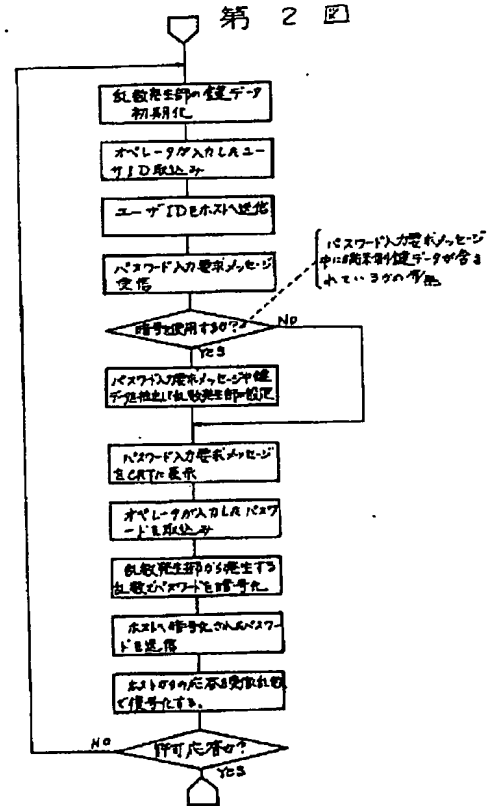 第 2 図
乱数発生部の鍵データ
初期化
オペレータが入力したユー
ザID取込み
ユーザIDをホストへ送信
パスワード入力要求メッセージ
受信
パスワード入力要求メッセージ
中に端末別鍵データが含ま
れているかの
暗号を使用するか?
NO
YES
パスワード入力要求メッセージ中鍵
データ 乱数発生部へ設定
パスワード入力要求メッセージ
をCRTに表示
オペレータが入力したパスワ
ードを取込み
乱数発生部から発生する
乱数でパスワードを暗号化
ホストへ暗号化されたパスワー
ドを送信
ホストからの応答を受信乱数
で復号化する。
許可応答か?
NO
YES